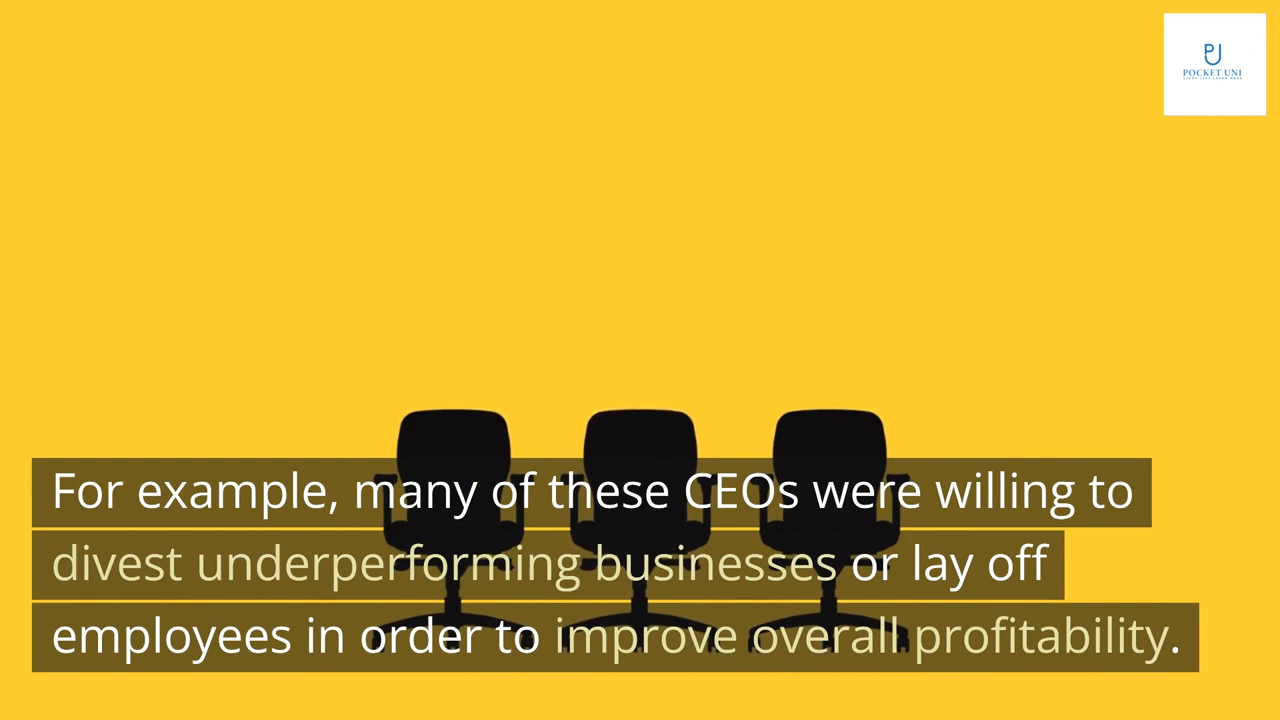 PU
POCKET UNI
For example, many of these CEOs were willing to
divest underperforming businesses or lay off
employees in order to improve overall profitability.